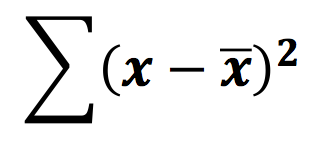 ∑(x − x̅)²